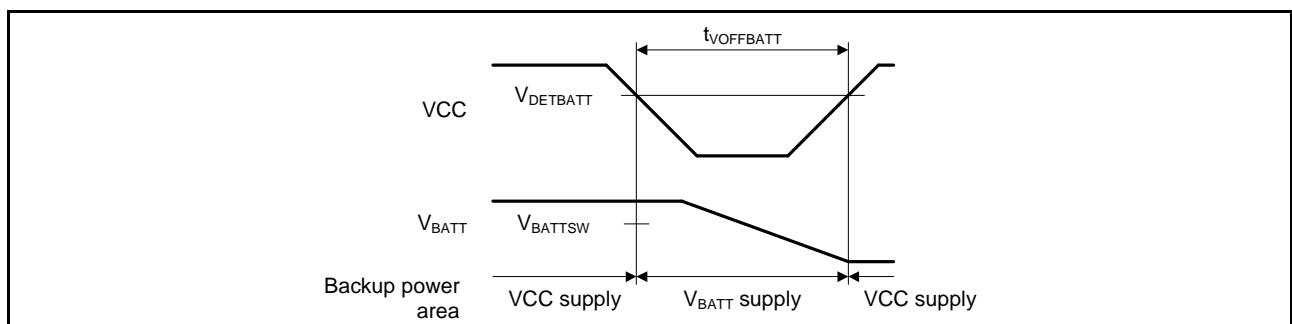 tVOFFBATT
VCC
VDETBATT
VBATT
VBATTSW
Backup power
area
VCC supply
VBATT supply
VCC supply